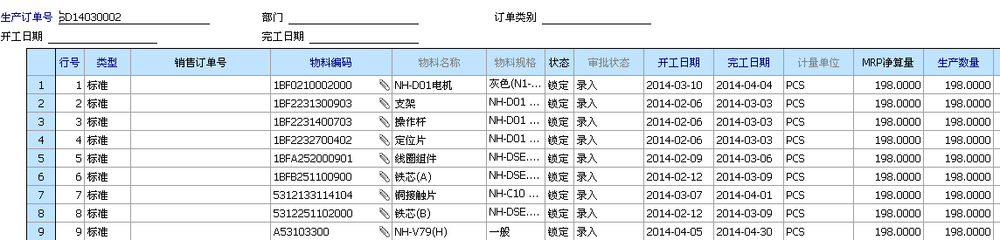 生产订单号 SD14030002 部门 订单类别
开工日期 完工日期
行号 类型 销售订单号 物料编码 物料名称 物料规格 状态 审批状态 开工日期 完工日期 计量单位 MRP净算量 生产数量
1 1 标准 1BF0210002000 NH-D01电机 灰色(N1-... 锁定 录入 2014-03-10 2014-04-04 PCS 198.0000 198.0000
2 2 标准 1BF2231300903 支架 NH-D01 ... 锁定 录入 2014-02-06 2014-03-03 PCS 198.0000 198.0000
3 3 标准 1BF2231400703 操作杆 NH-D01 ... 锁定 录入 2014-02-06 2014-03-03 PCS 198.0000 198.0000
4 4 标准 1BF2232700402 定位片 NH-D01 ... 锁定 录入 2014-02-06 2014-03-03 PCS 198.0000 198.0000
5 5 标准 1BFA252000901 线圈组件 NH-DSE... 锁定 录入 2014-02-09 2014-03-06 PCS 198.0000 198.0000
6 6 标准 1BFB251100900 铁芯(A) NH-DSE... 锁定 录入 2014-02-12 2014-03-09 PCS 198.0000 198.0000
7 7 标准 5312133114104 铜接触片 NH-C10 ... 锁定 录入 2014-03-07 2014-04-01 PCS 198.0000 198.0000
8 8 标准 5312251102000 铁芯(B) NH-DSE... 锁定 录入 2014-02-12 2014-03-09 PCS 198.0000 198.0000
9 9 标准 A53103300 NH-V79(H) 一般 锁定 录入 2014-04-05 2014-04-30 PCS 198.0000 198.0000